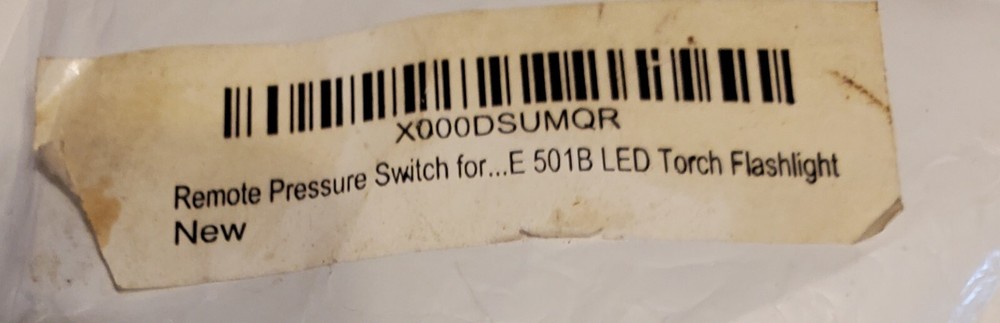 X000DSUMQR
Remote Pressure Switch for...E 501B LED Torch Flashlight
New